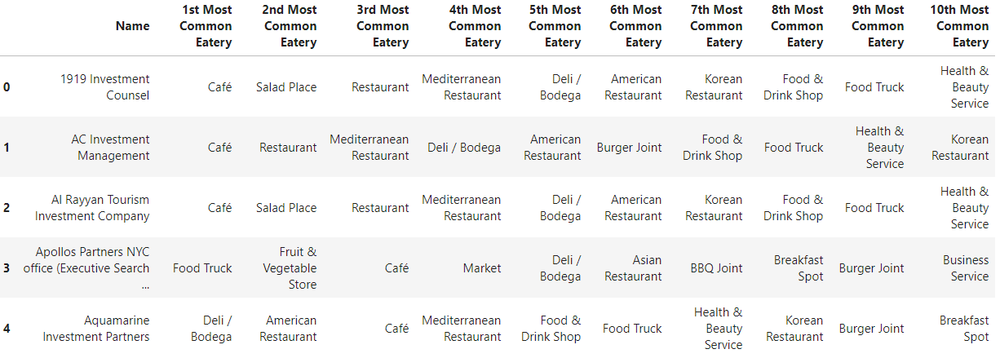 Name 1st Most Common Eatery 2nd Most Common Eatery 3rd Most Common Eatery 4th Most Common Eatery 5th Most Common Eatery 6th Most Common Eatery 7th Most Common Eatery 8th Most Common Eatery 9th Most Common Eatery 10th Most Common Eatery
0 1919 Investment Counsel Café Salad Place Restaurant Mediterranean Restaurant Deli / Bodega American Restaurant Korean Restaurant Food & Drink Shop Food Truck Health & Beauty Service
1 AC Investment Management Café Restaurant Mediterranean Restaurant Deli / Bodega American Restaurant Burger Joint Food & Drink Shop Food Truck Health & Beauty Service Korean Restaurant
2 Al Rayyan Tourism Investment Company Café Salad Place Restaurant Mediterranean Restaurant Deli / Bodega American Restaurant Korean Restaurant Food & Drink Shop Food Truck Health & Beauty Service
3 Apollos Partners NYC office (Executive Search ... Food Truck Fruit & Vegetable Store Café Market Deli / Bodega Asian Restaurant BBQ Joint Breakfast Spot Burger Joint Business Service
4 Aquamarine Investment Partners Deli / Bodega American Restaurant Café Mediterranean Restaurant Food & Drink Shop Food Truck Health & Beauty Service Korean Restaurant Burger Joint Breakfast Spot